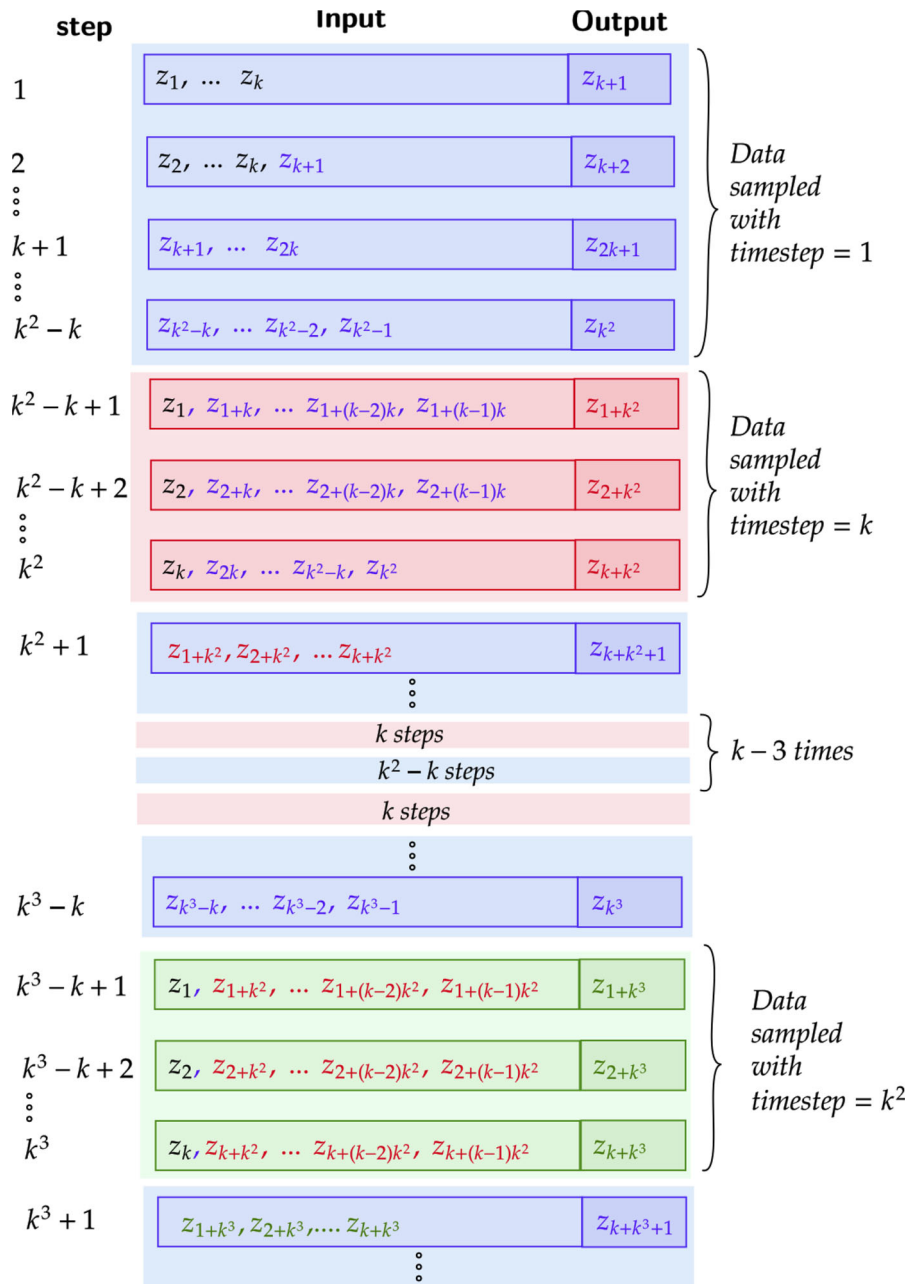 step Input Output
1 z_1, ... z_k z_{k+1}
2 z_2, ... z_k, z_{k+1} z_{k+2}
k + 1 z_{k+1}, ... z_{2k} z_{2k+1}
k² − k z_{k²−k}, ... z_{k²−2}, z_{k²−1} z_{k²}
Data
sampled
with
timestep = 1
k² − k + 1 z_1, z_{1+k}, ... z_{1+(k−2)k}, z_{1+(k−1)k} z_{1+k²}
k² − k + 2 z_2, z_{2+k}, ... z_{2+(k−2)k}, z_{2+(k−1)k} z_{2+k²}
k² z_k, z_{2k}, ... z_{k²−k}, z_{k²} z_{k+k²}
Data
sampled
with
timestep = k
k² + 1 z_{1+k²}, z_{2+k²}, ... z_{k+k²} z_{k+k²+1}
k steps
k² − k steps
k − 3 times
k steps
k³ − k z_{k³−k}, ... z_{k³−2}, z_{k³−1} z_{k³}
k³ − k + 1 z_1, z_{1+k²}, ... z_{1+(k−2)k²}, z_{1+(k−1)k²} z_{1+k³}
k³ − k + 2 z_2, z_{2+k²}, ... z_{2+(k−2)k²}, z_{2+(k−1)k²} z_{2+k³}
k³ z_k, z_{k+k²}, ... z_{k+(k−2)k²}, z_{k+(k−1)k²} z_{k+k³}
Data
sampled
with
timestep = k²
k³ + 1 z_{1+k³}, z_{2+k³},.... z_{k+k³} z_{k+k³+1}